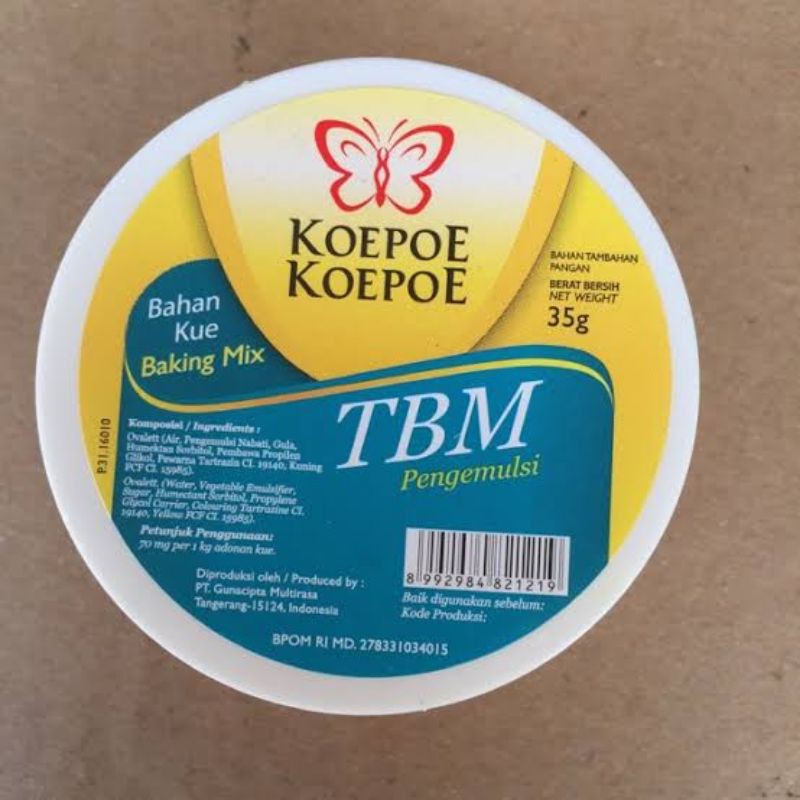 KOEPOE
KOEPOE
BAHAN TAMBAHAN
PANGAN
BERAT BERSIH
NET WEIGHT
35g
Bahan
Kue
Baking Mix
P.31.16010
Komposisi / Ingredients :
Ovalett (Air, Pengemulsi Nabati, Gula,
Humektan Sorbitol, Pembawa Propilen
Glikol, Pewarna Tartrazin CI. 19140, Kuning
FCF CI. 15985).
Ovalett, (Water, Vegetable Emulsifier,
Sugar, Humectant Sorbitol, Propylene
Glycol Carrier, Colouring Tartrazine CI.
19140, Yellow FCF CI. 15985).
Petunjuk Penggunaan:
70 mg per 1 kg adonan kue.
TBM
Pengemulsi
8 992984 821219
Baik digunakan sebelum:
Kode Produksi:
Diproduksi oleh / Produced by :
PT. Gunacipta Multirasa
Tangerang-15124, Indonesia
BPOM RI MD. 278331034015